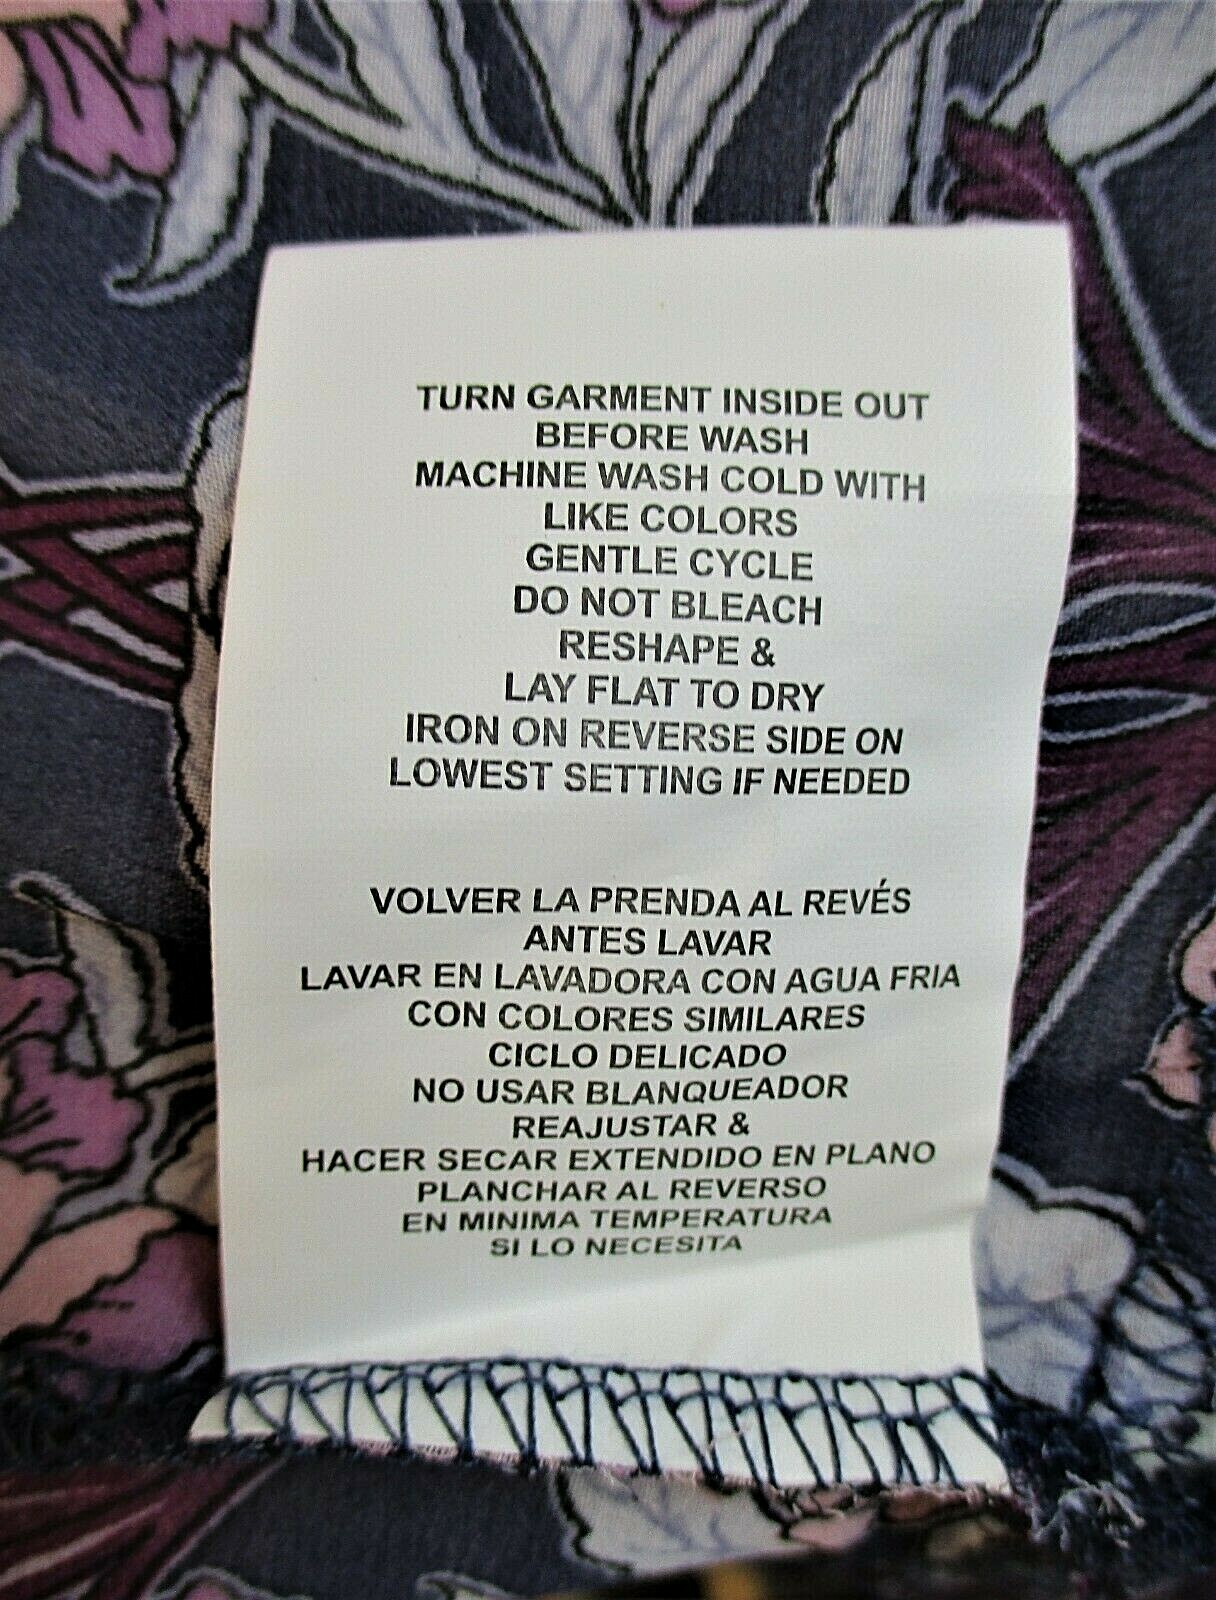 TURN GARMENT INSIDE OUT
BEFORE WASH
MACHINE WASH COLD WITH
LIKE COLORS
GENTLE CYCLE
DO NOT BLEACH
RESHAPE &
LAY FLAT TO DRY
IRON ON REVERSE SIDE ON
LOWEST SETTING IF NEEDED
VOLVER LA PRENDA AL REVÉS
ANTES LAVAR
LAVAR EN LAVADORA CON AGUA FRIA
CON COLORES SIMILARES
CICLO DELICADO
NO USAR BLANQUEADOR
REAJUSTAR &
HACER SECAR EXTENDIDO EN PLANO
PLANCHAR AL REVERSO
EN MINIMA TEMPERATURA
SI LO NECESITA